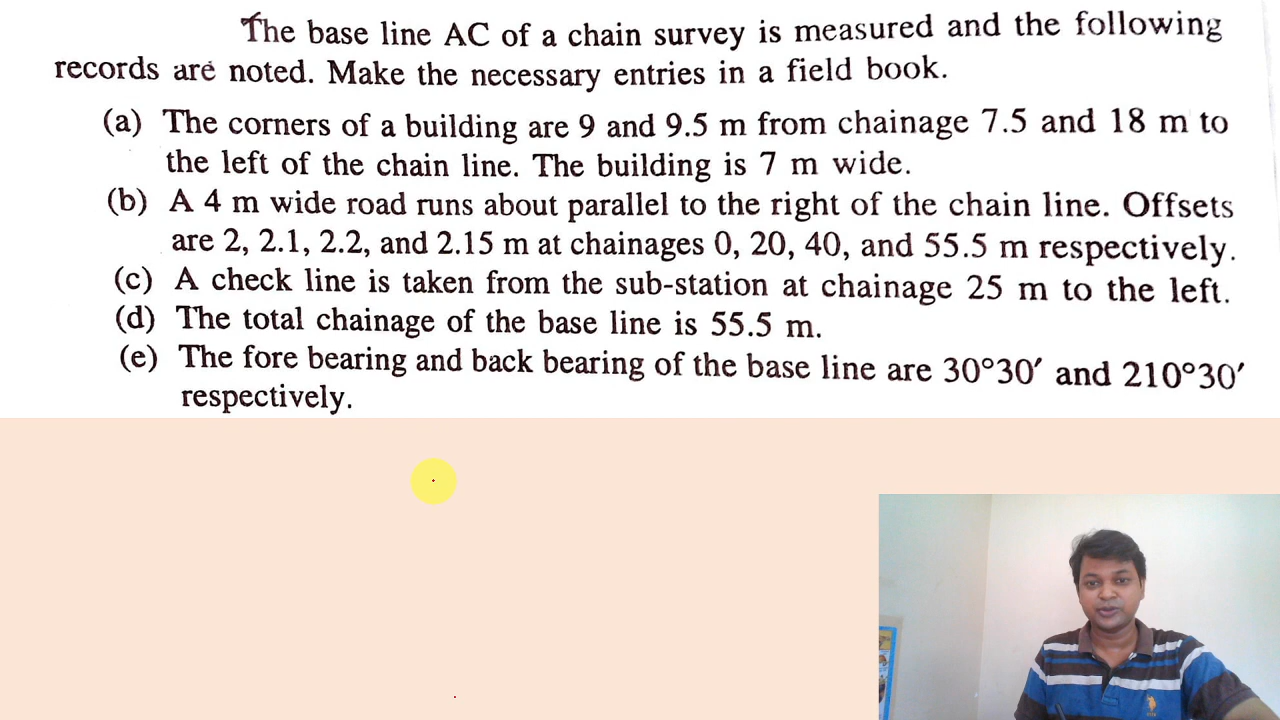 The base line AC of a chain survey is measured and the following
records are noted. Make the necessary entries in a field book.
(a) The corners of a building are 9 and 9.5 m from chainage 7.5 and 18 m to
the left of the chain line. The building is 7 m wide.
(b) A 4 m wide road runs about parallel to the right of the chain line. Offsets
are 2, 2.1, 2.2, and 2.15 m at chainages 0, 20, 40, and 55.5 m respectively.
(c) A check line is taken from the sub-station at chainage 25 m to the left.
(d) The total chainage of the base line is 55.5 m.
(e) The fore bearing and back bearing of the base line are 30°30′ and 210°30′
respectively.